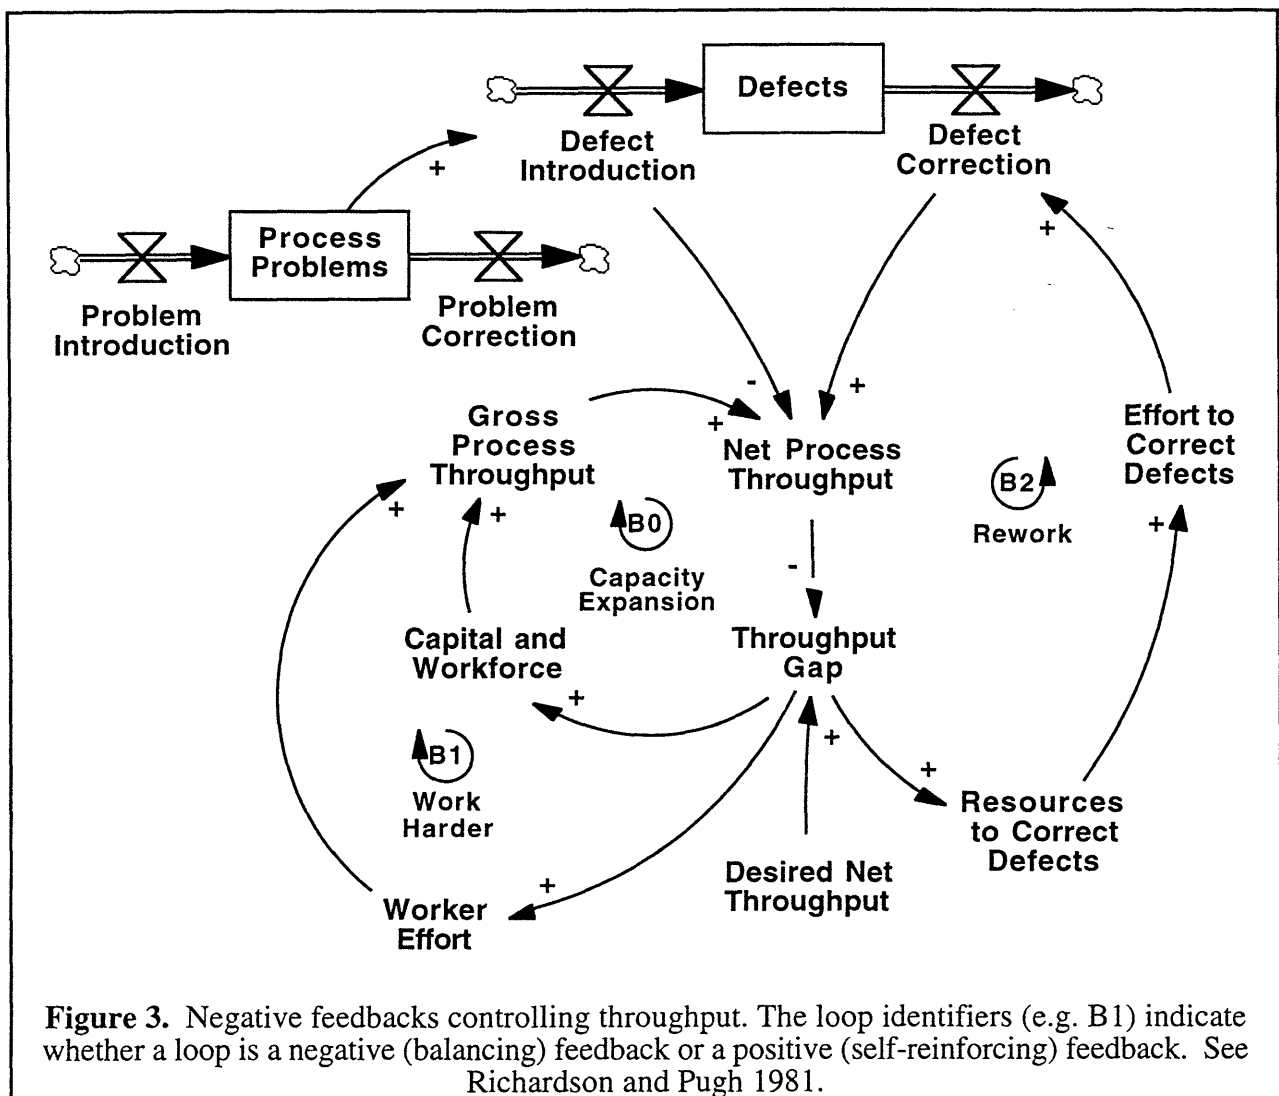 Defects
Defect
Introduction
Defect
Correction
+
Process
Problems
+
Problem
Introduction
Problem
Correction
-
+
Gross
Process
Throughput
+
Net Process
Throughput
Effort to
Correct
Defects
B2
Rework
+
+
B0
+
Capacity
Expansion
-
Capital and
Workforce
Throughput
Gap
+
+
B1
Work
Harder
+
Resources
to Correct
Defects
Desired Net
Throughput
+
Worker
Effort
Figure 3. Negative feedbacks controlling throughput. The loop identifiers (e.g. B1) indicate
whether a loop is a negative (balancing) feedback or a positive (self-reinforcing) feedback. See
Richardson and Pugh 1981.